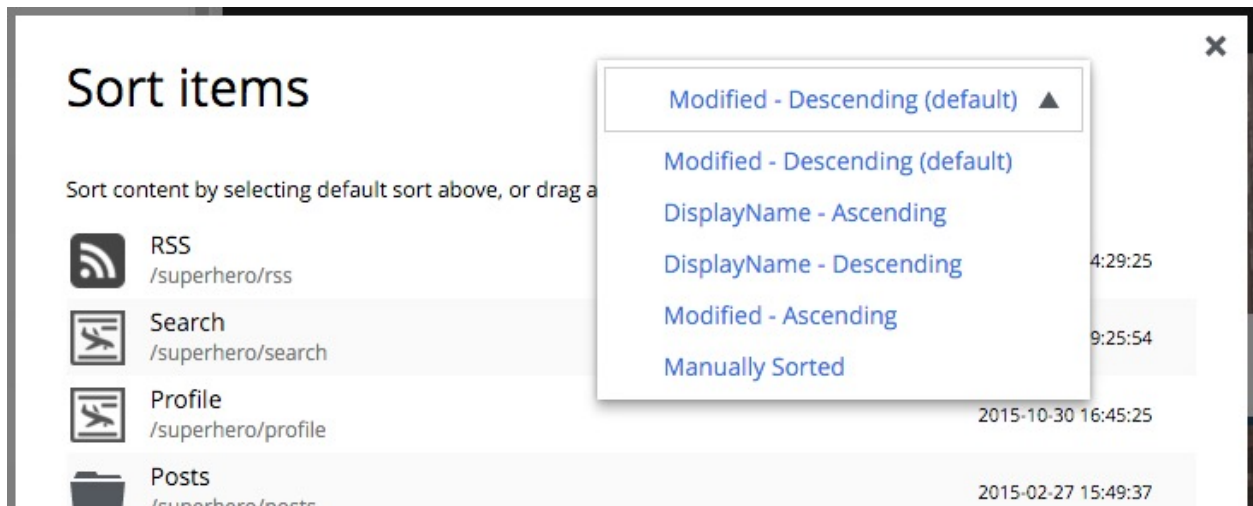 Sort items
Modified - Descending (default)
Modified - Descending (default)
DisplayName - Ascending
DisplayName - Descending
Modified - Ascending
Manually Sorted
Sort content by selecting default sort above, or drag a
RSS
/superhero/rss
4:29:25
Search
/superhero/search
9:25:54
Profile
/superhero/profile
2015-10-30 16:45:25
Posts
/superhero/posts
2015-02-27 15:49:37